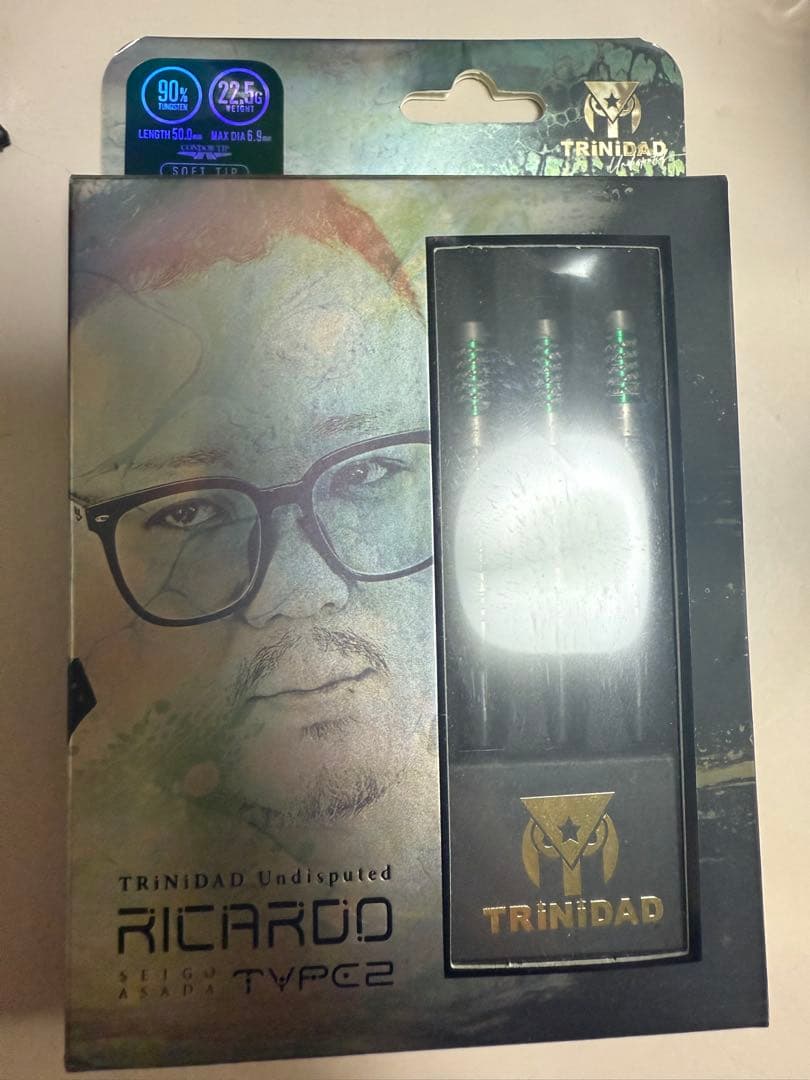 90%
TUNGSTEN
22.5G
WEIGHT
LENGTH 50.0mm MAX DIA 6.9mm
CONDOR TIP
SOFT TIP
TRiNiDAD
TRiNiDAD Undisputed
RICARDO
SEIGO
ASADA
TYPE2
TRiNiDAD